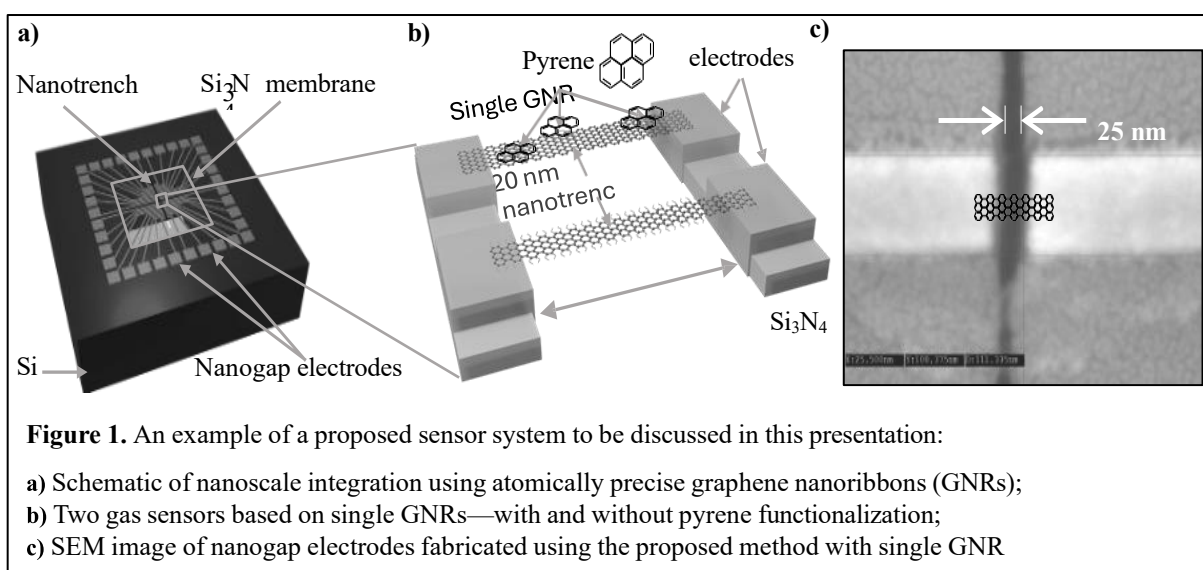 a)
Nanotrench
Si3N4 membrane
Si
Nanogap electrodes
b)
Pyrene
electrodes
Single GNR
20 nm
nanotrenc
Si₃N₄
c)
25 nm
Figure 1. An example of a proposed sensor system to be discussed in this presentation:
a) Schematic of nanoscale integration using atomically precise graphene nanoribbons (GNRs);
b) Two gas sensors based on single GNRs—with and without pyrene functionalization;
c) SEM image of nanogap electrodes fabricated using the proposed method with single GNR